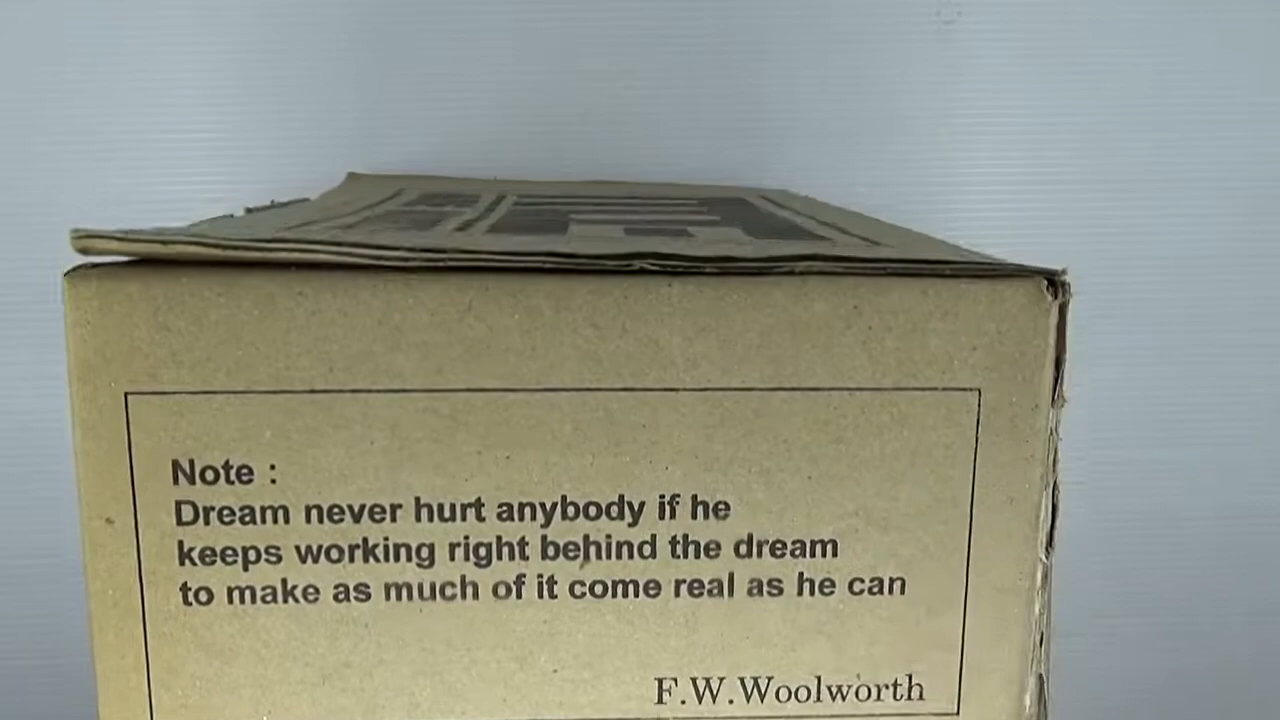 Note :
Dream never hurt anybody if he
keeps working right behind the dream
to make as much of it come real as he can
F.W.Woolworth